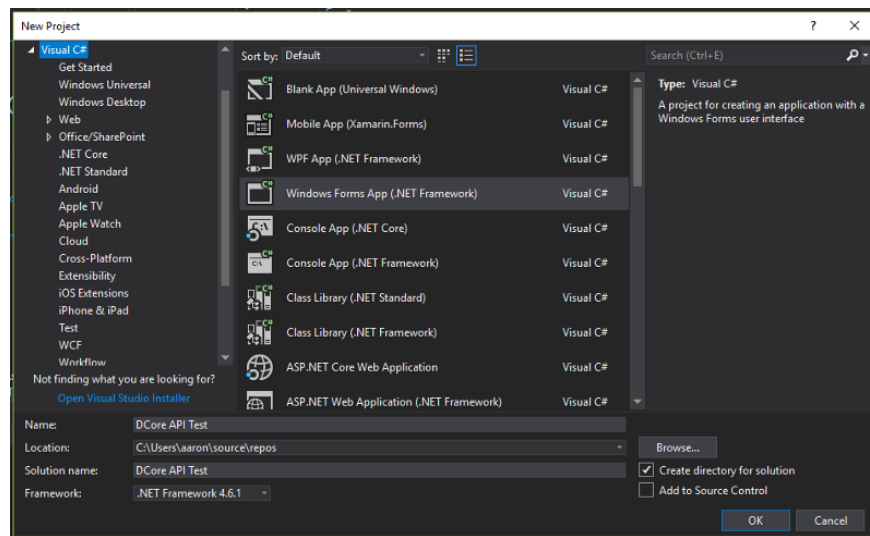 New Project
?
Visual C#
Get Started
Windows Universal
Windows Desktop
Web
Office/SharePoint
.NET Core
.NET Standard
Android
Apple TV
Apple Watch
Cloud
Cross-Platform
Extensibility
iOS Extensions
iPhone & iPad
Test
WCF
Workflow
Not finding what you are looking for?
Open Visual Studio Installer
Sort by: Default
Blank App (Universal Windows) Visual C#
Mobile App (Xamarin.Forms) Visual C#
WPF App (.NET Framework) Visual C#
Windows Forms App (.NET Framework) Visual C#
Console App (.NET Core) Visual C#
Console App (.NET Framework) Visual C#
Class Library (.NET Standard) Visual C#
Class Library (.NET Framework) Visual C#
ASP.NET Core Web Application Visual C#
ASP.NET Web Application (.NET Framework) Visual C#
Search (Ctrl+E)
Type: Visual C#
A project for creating an application with a
Windows Forms user interface
Name: DCore API Test
Location: C:\Users\aaron\source\repos
Browse...
Solution name: DCore API Test
Create directory for solution
Framework: .NET Framework 4.6.1
Add to Source Control
OK Cancel